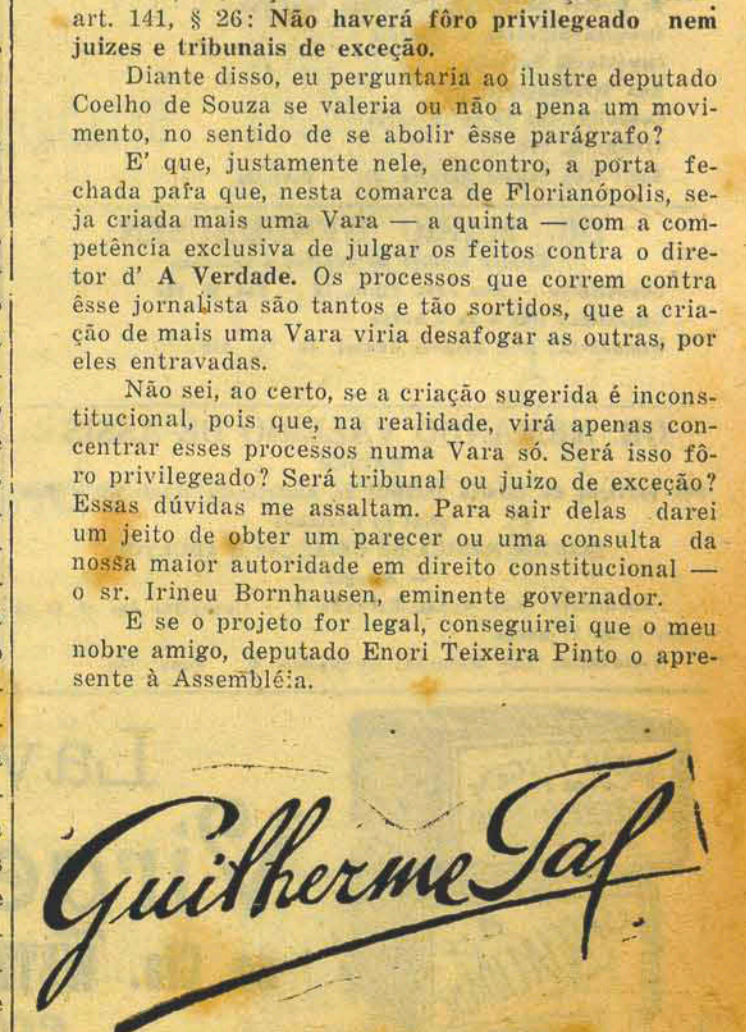 art. 141, § 26: Não haverá fôro privilegeado nem
juizes e tribunais de exceção.
Diante disso, eu perguntaria ao ilustre deputado
Coelho de Souza se valeria ou não a pena um movi-
mento, no sentido de se abolir êsse parágrafo?
E' que, justamente nele, encontro, a porta fe-
chada para que, nesta comarca de Florianópolis, se-
ja criada mais uma Vara — a quinta — com a com-
petência exclusiva de julgar os feitos contra o dire-
tor d' A Verdade. Os processos que correm contra
êsse jornalista são tantos e tão sortidos, que a cria-
ção de mais uma Vara viria desafogar as outras, por
eles entravadas.
Não sei, ao certo, se a criação sugerida é incons-
titucional, pois que, na realidade, virá apenas con-
centrar esses processos numa Vara só. Será isso fô-
ro privilegeado? Será tribunal ou juizo de exceção?
Essas dúvidas me assaltam. Para sair delas darei
um jeito de obter um parecer ou uma consulta da
nossa maior autoridade em direito constitucional —
o sr. Irineu Bornhausen, eminente governador.
E se o projeto for legal, conseguirei que o meu
nobre amigo, deputado Enori Teixeira Pinto o apre-
sente à Assembléia.
Guilherme Tal